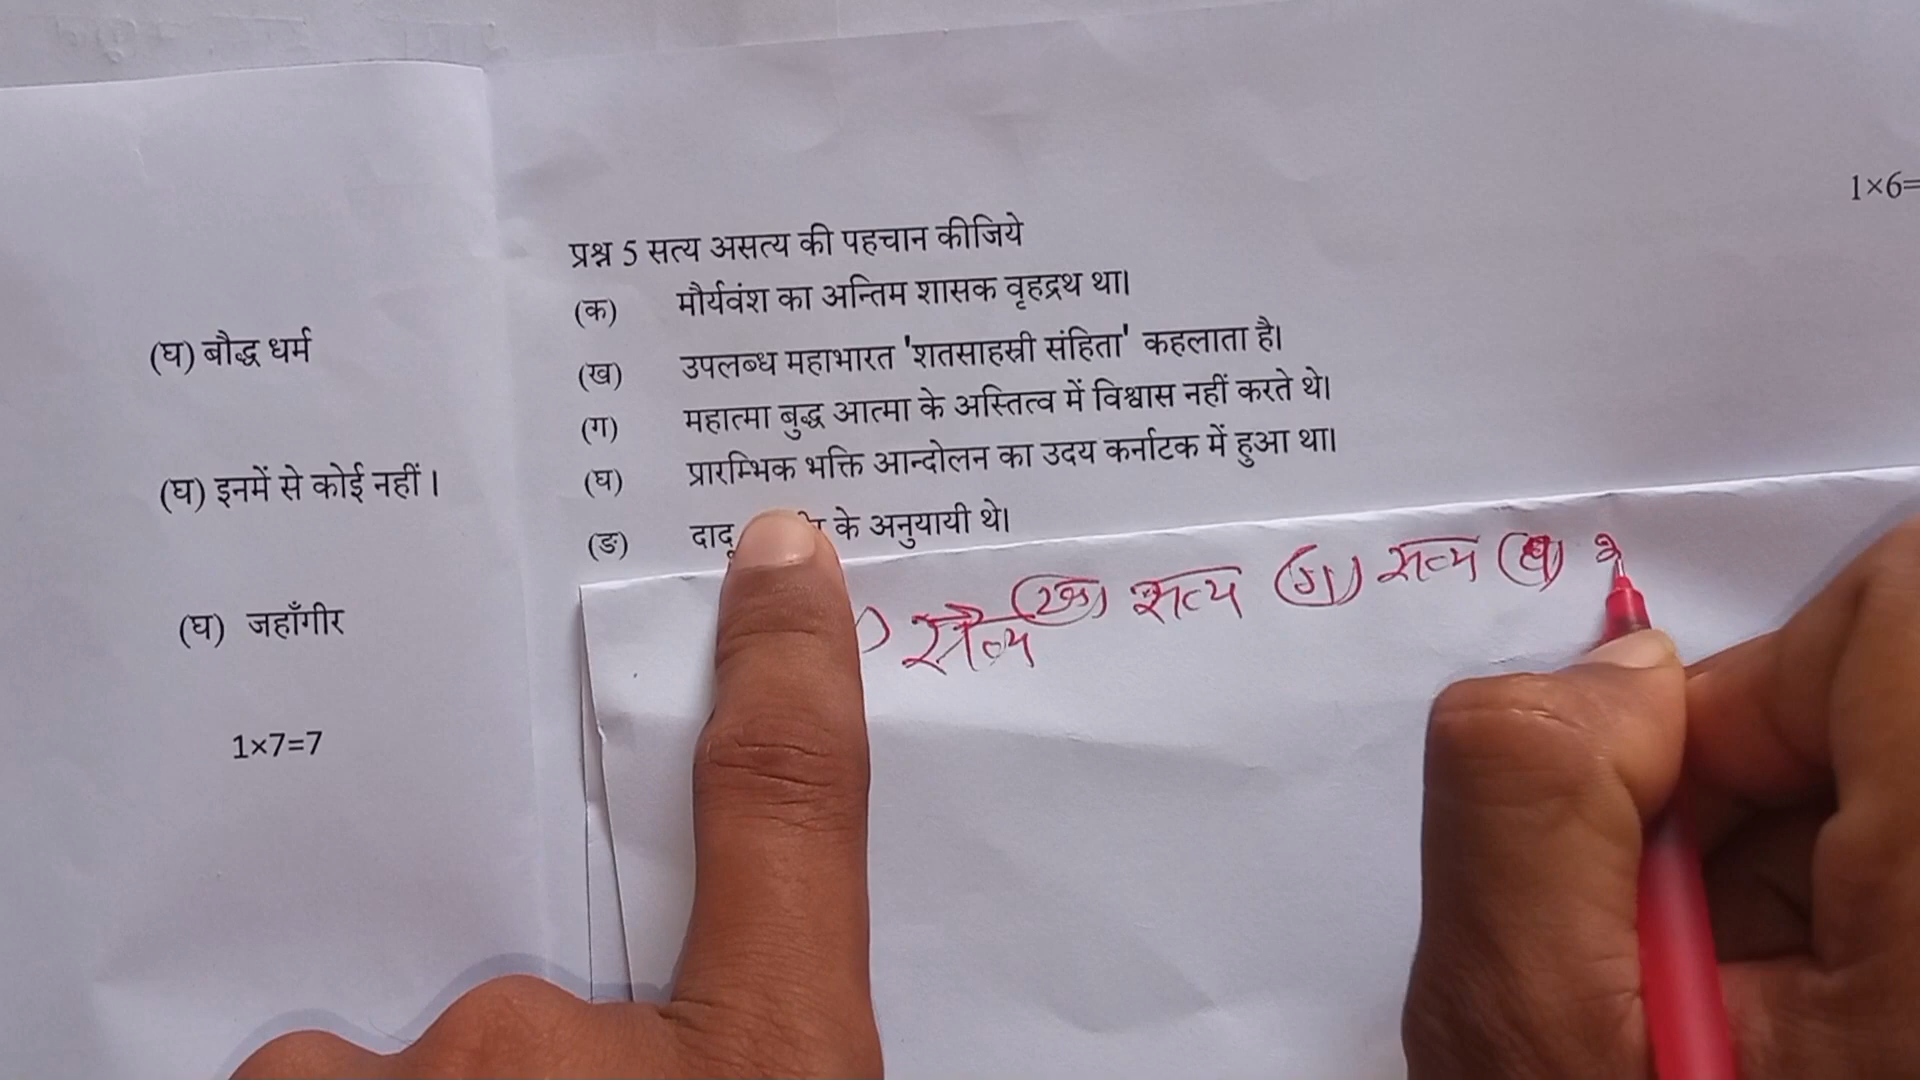 1×6=
प्रश्न 5 सत्य असत्य की पहचान कीजिये
(क) मौर्यवंश का अन्तिम शासक वृहद्रथ था।
(ख) उपलब्ध महाभारत 'शतसाहस्री संहिता' कहलाता है।
(ग) महात्मा बुद्ध आत्मा के अस्तित्व में विश्वास नहीं करते थे।
(घ) प्रारम्भिक भक्ति आन्दोलन का उदय कर्नाटक में हुआ था।
(ङ) दादू के अनुयायी थे।
सत्य (ख) सत्य (ग) सत्य (घ)
(घ) बौद्ध धर्म
(घ) इनमें से कोई नहीं ।
(घ) जहाँगीर
1×7=7